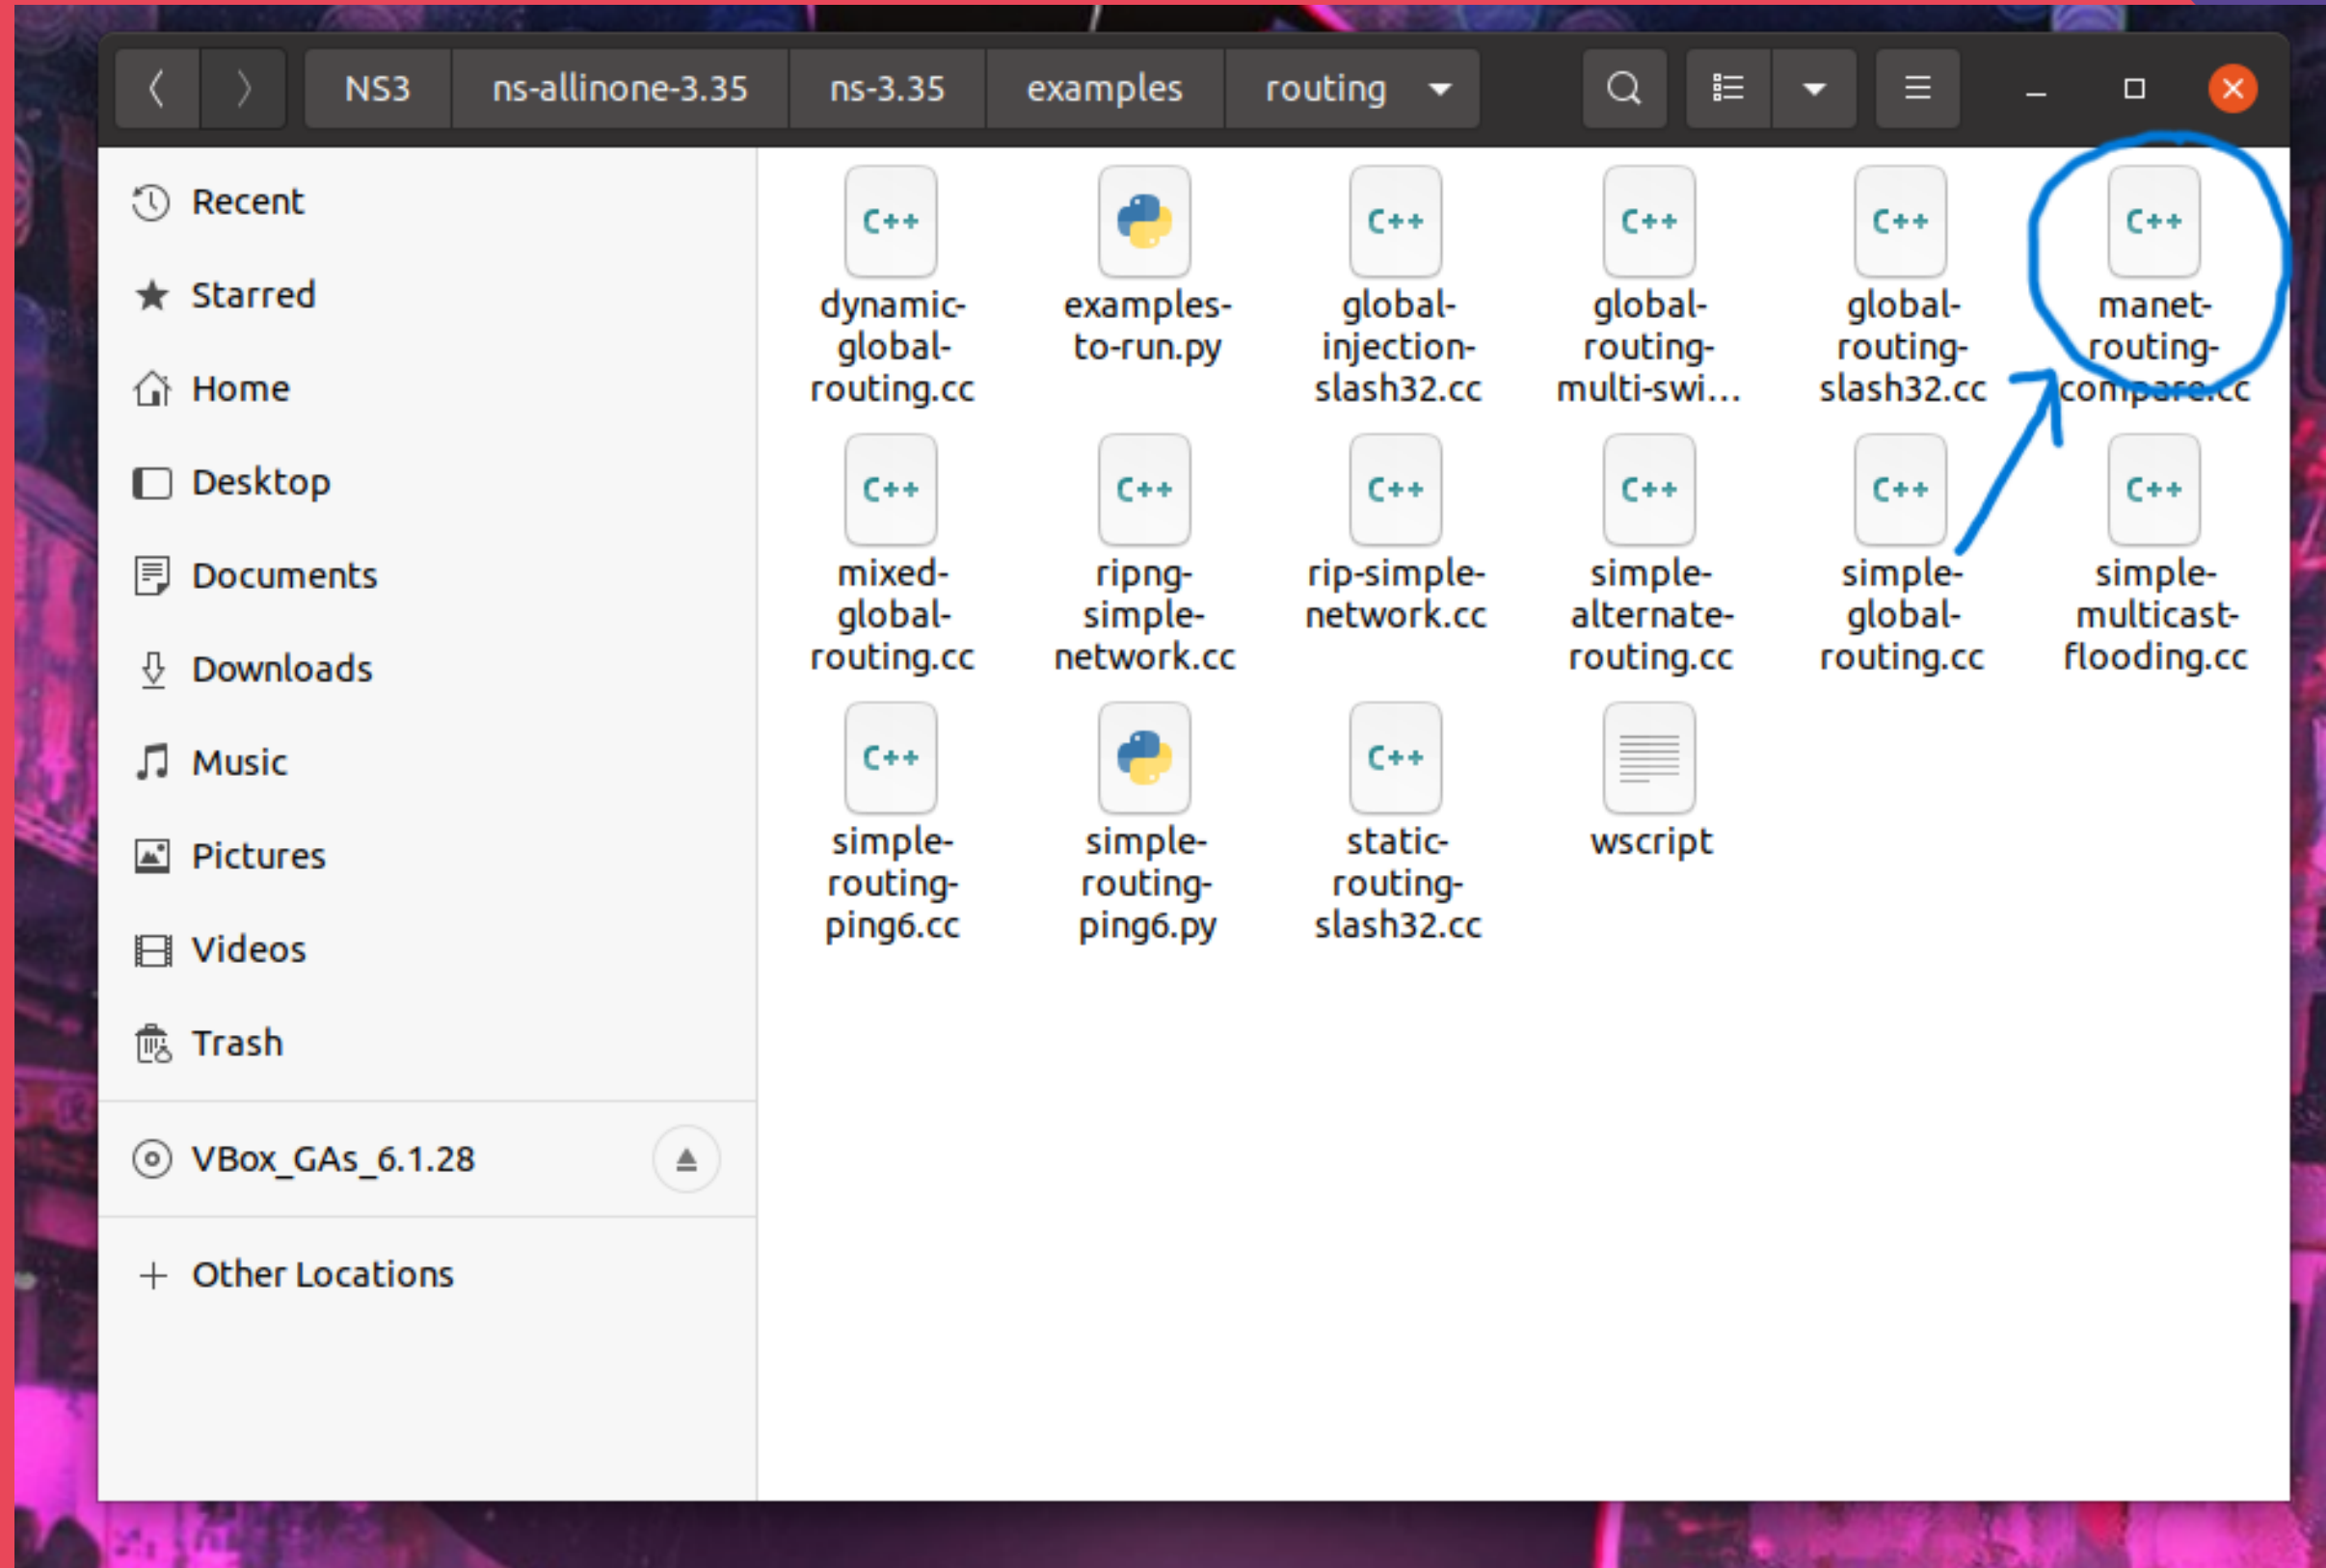 NS3 ns-allinone-3.35 ns-3.35 examples routing
Recent
Starred
Home
Desktop
Documents
Downloads
Music
Pictures
Videos
Trash
VBox_GAs_6.1.28
Other Locations
C++
dynamic-
global-
routing.cc
examples-
to-run.py
C++
global-
injection-
slash32.cc
C++
global-
routing-
multi-swi...
C++
global-
routing-
slash32.cc
C++
manet-
routing-
compare.cc
C++
mixed-
global-
routing.cc
C++
ripng-
simple-
network.cc
C++
rip-simple-
network.cc
C++
simple-
alternate-
routing.cc
C++
simple-
global-
routing.cc
C++
simple-
multicast-
flooding.cc
C++
simple-
routing-
ping6.cc
simple-
routing-
ping6.py
C++
static-
routing-
slash32.cc
wscript